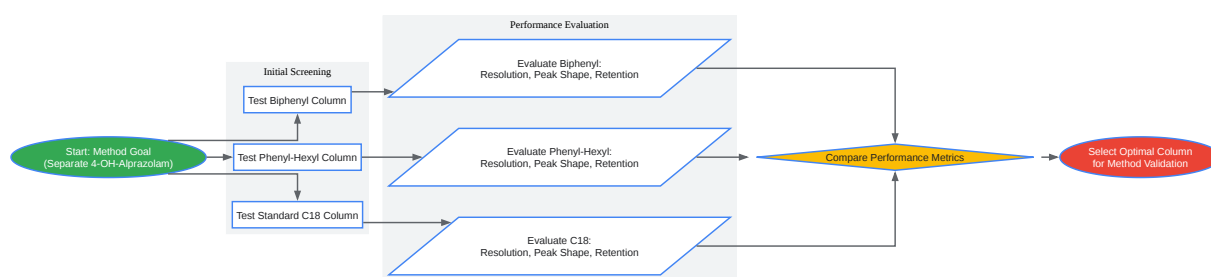 Performance Evaluation
Initial Screening
Start: Method Goal
(Separate 4-OH-Alprazolam)
Test Biphenyl Column
Test Phenyl-Hexyl Column
Test Standard C18 Column
Evaluate Biphenyl:
Resolution, Peak Shape, Retention
Evaluate Phenyl-Hexyl:
Resolution, Peak Shape, Retention
Evaluate C18:
Resolution, Peak Shape, Retention
Compare Performance Metrics
Select Optimal Column
for Method Validation